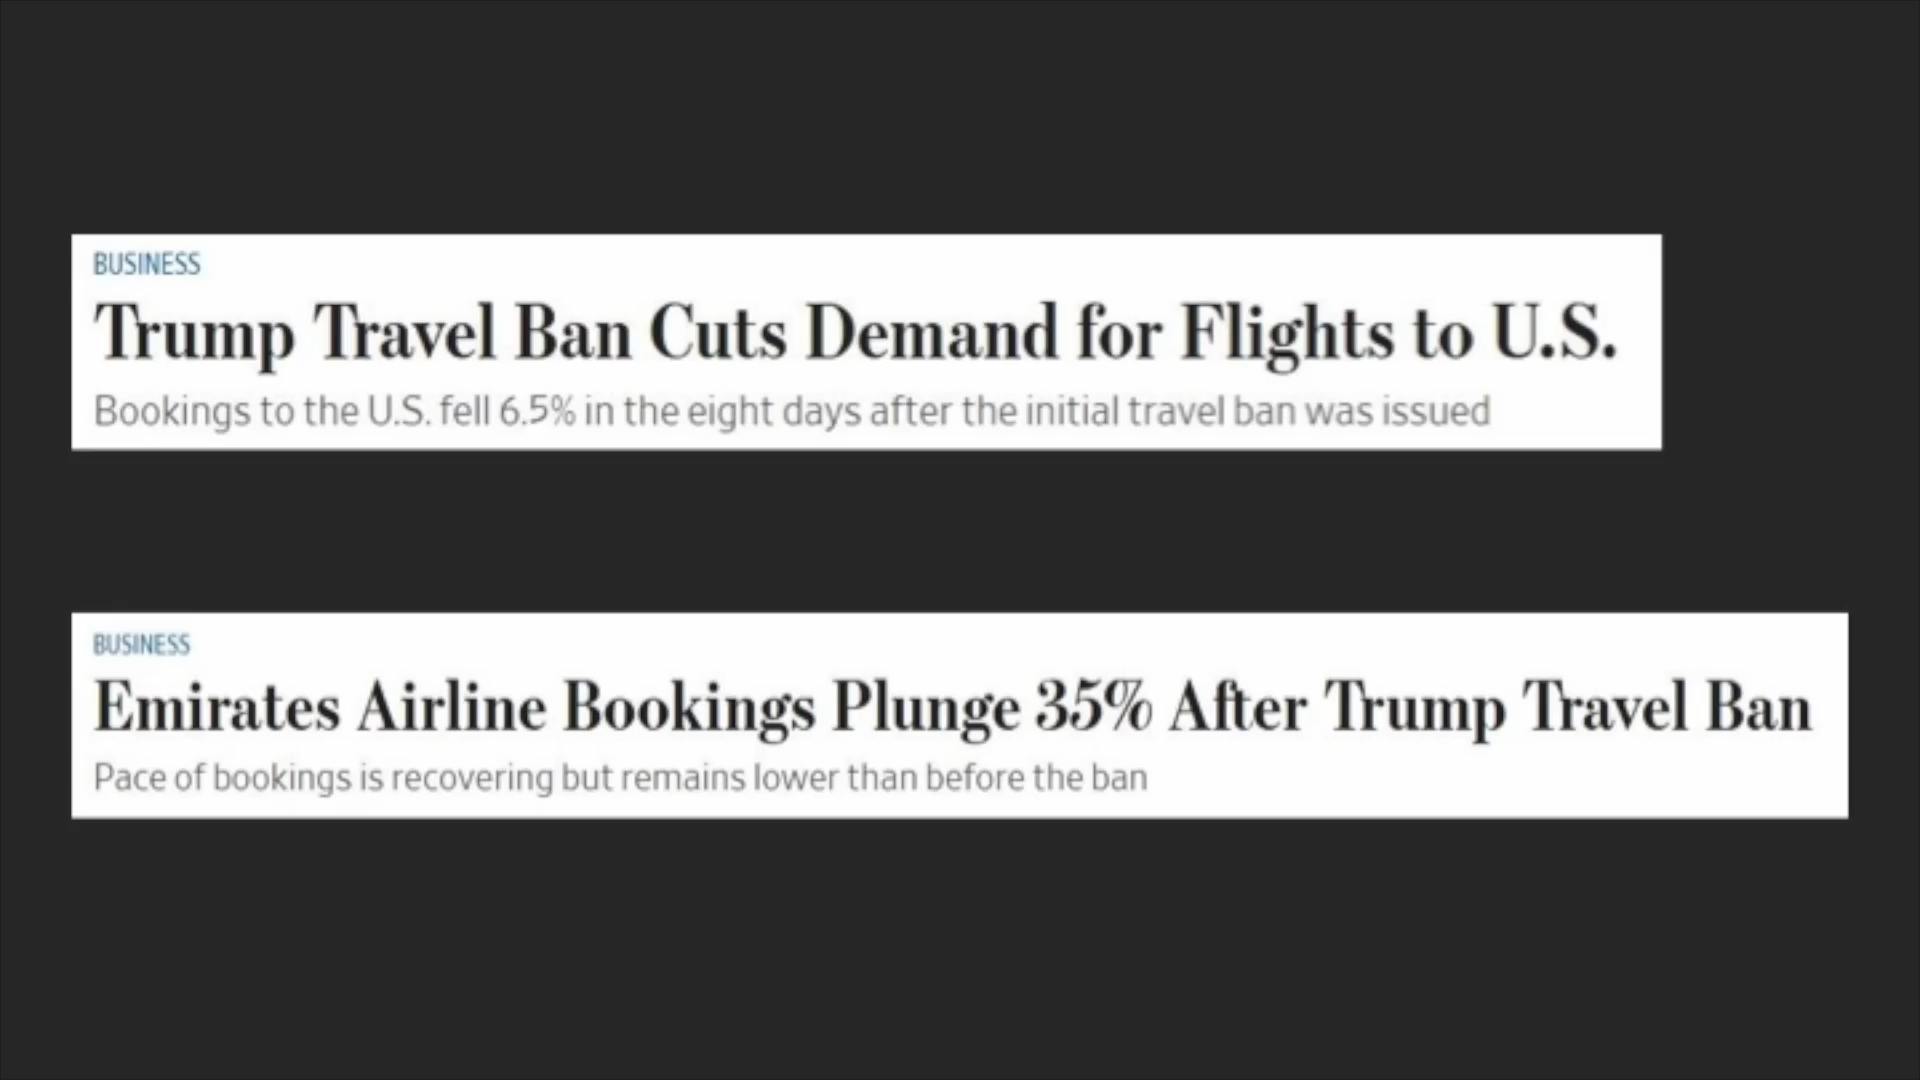 BUSINESS
Trump Travel Ban Cuts Demand for Flights to U.S.
Bookings to the U.S. fell 6.5% in the eight days after the initial travel ban was issued
BUSINESS
Emirates Airline Bookings Plunge 35% After Trump Travel Ban
Pace of bookings is recovering but remains lower than before the ban